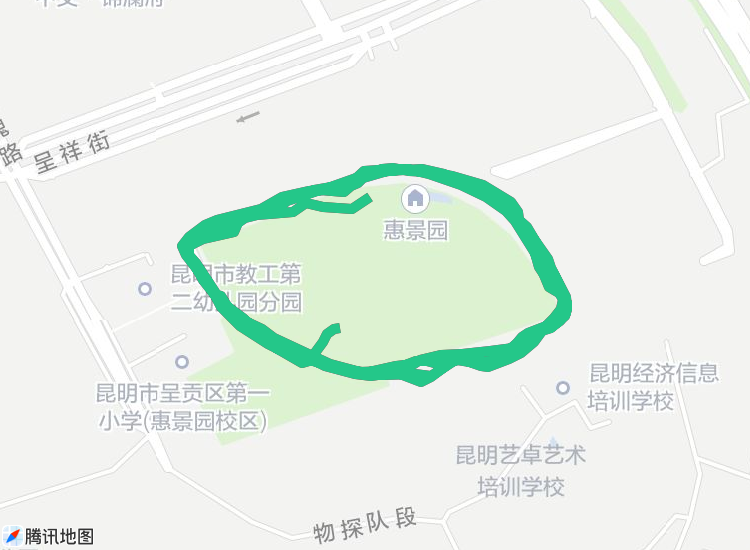 呈祥街
路
惠景园
昆明市教工第
二幼儿园分园
昆明市呈贡区第一
小学(惠景园校区)
昆明经济信息
培训学校
昆明艺卓艺术
培训学校
物探队段
腾讯地图